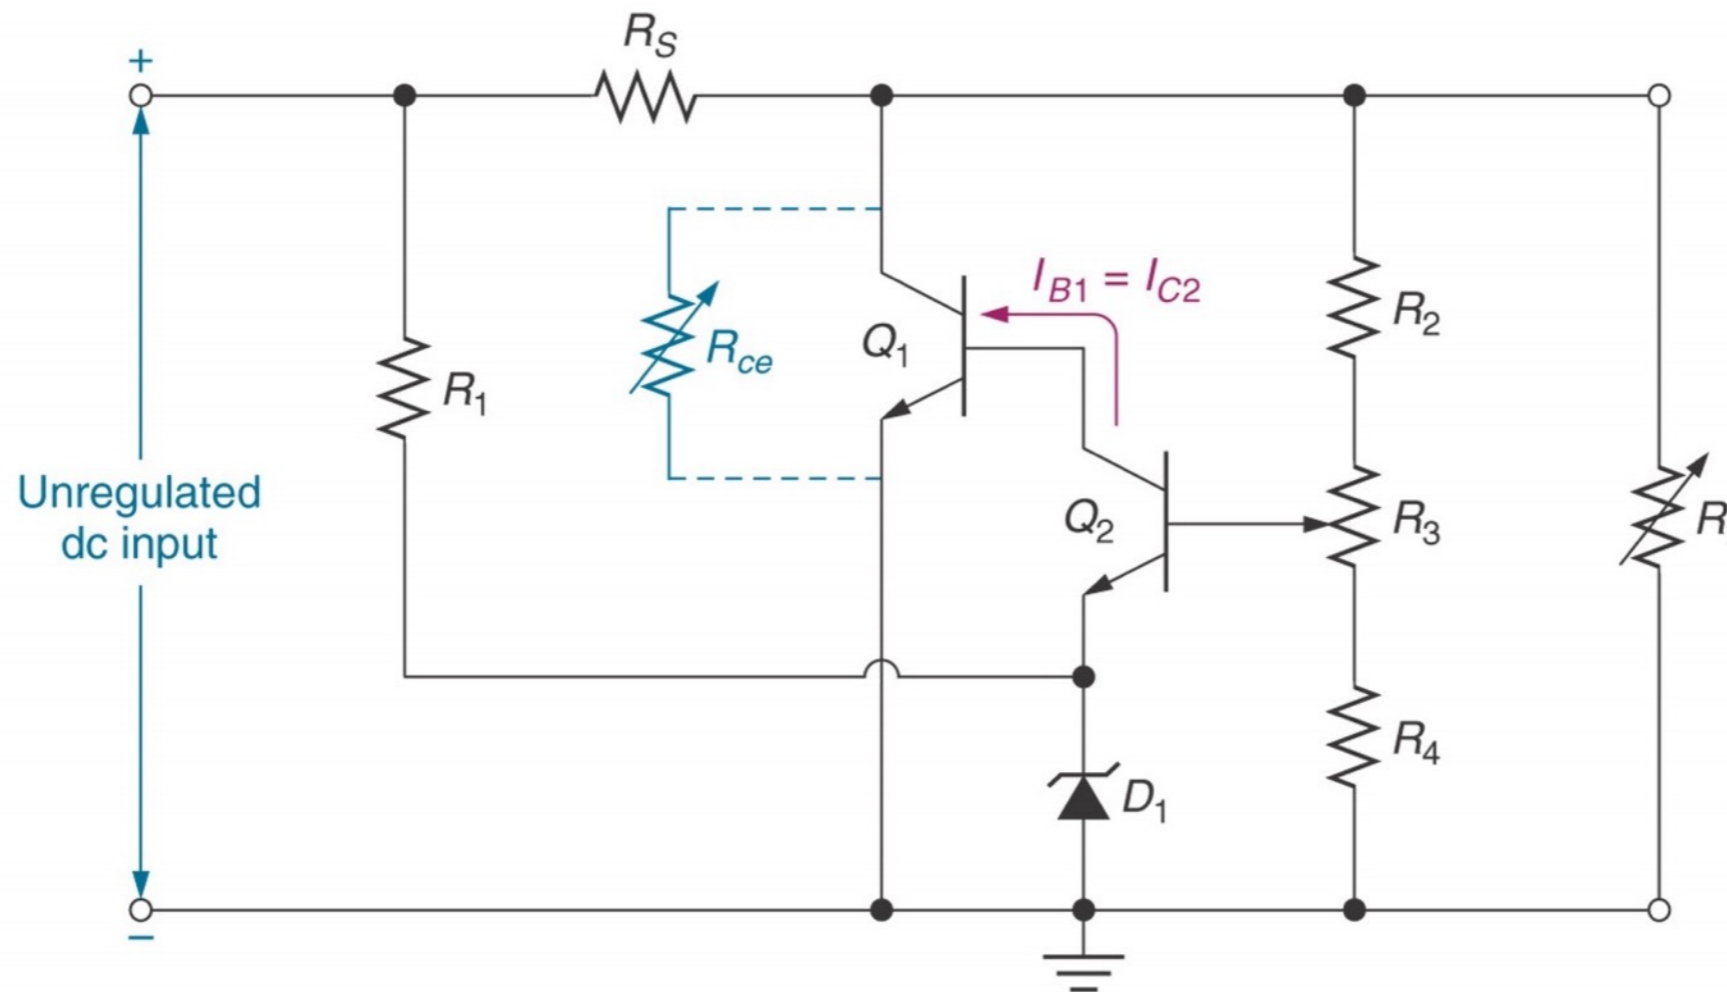 R_S
+
I_B1 = I_C2
Q_1
R_2
R_ce
R_1
Unregulated
dc input
Q_2
R_3
R
R_4
D_1
−